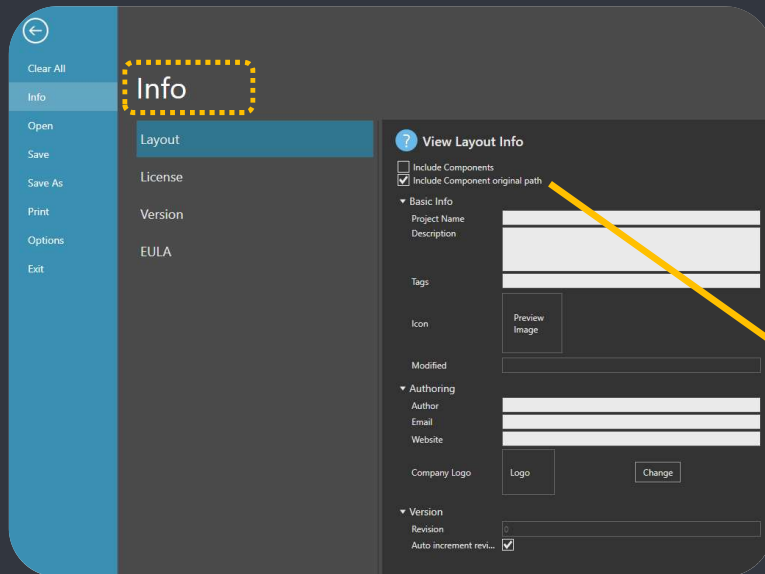 Clear All
Info
Open
Save
Save As
Print
Options
Exit
Info
Layout
License
Version
EULA
? View Layout Info
Include Components
Include Component original path
Basic Info
Project Name
Description
Tags
Icon
Preview
Image
Modified
Authoring
Author
Email
Website
Company Logo
Logo
Change
Version
Revision
0
Auto increment revi...